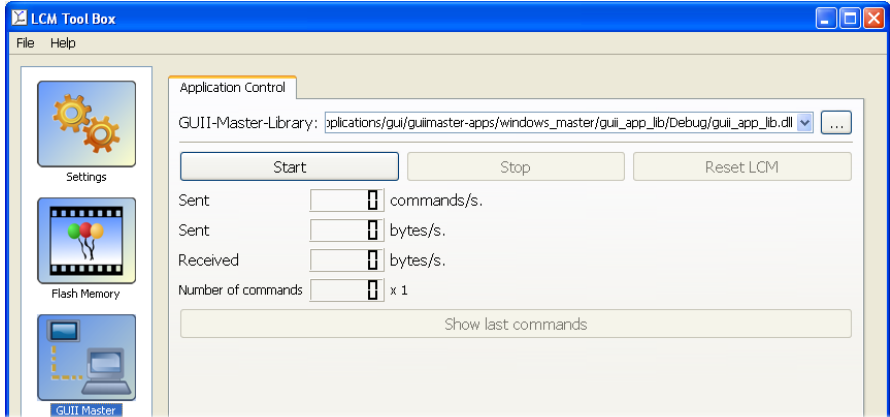 LCM Tool Box
File Help
Application Control
GUII-Master-Library: pplications/gui/guiimaster-apps/windows_master/guii_app_lib/Debug/guii_app_lib.dll ...
Start Stop Reset LCM
Settings
Sent 0 commands/s.
Sent 0 bytes/s.
Received 0 bytes/s.
Flash Memory
Number of commands 0 x 1
Show last commands
GUII Master